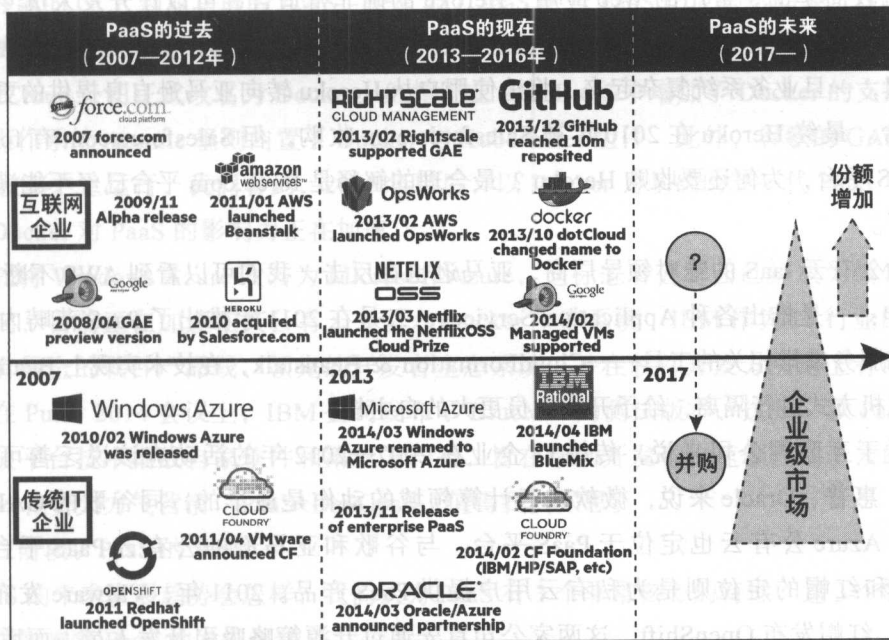 PaaS的过去
（2007—2012年）
PaaS的现在
（2013—2016年）
PaaS的未来
（2017— ）
force.com
cloud platform
2007 force.com
announced
amazon
web services™
互联网
企业
2009/11
Alpha release
2011/01 AWS
launched
Beanstalk
Google
2008/04 GAE
preview version
HEROKU
2010 acquired
by Salesforce.com
RIGHT SCALE
CLOUD MANAGEMENT
2013/02 Rightscale
supported GAE
GitHub
2013/12 GitHub
reached 10m
reposited
OpsWorks
2013/02 AWS
launched OpsWorks
docker
2013/10 dotCloud
changed name to
Docker
NETFLIX
OSS
2013/03 Netflix
unched the NetflixOSS
Cloud Prize
Google
2014/03
Managed VMs
supported
份额
增加
?
并购
企业级市场
2007
2013
2017
Windows Azure
2010/02 Windows Azure
was released
传统IT
企业
CLOUD
FOUNDRY
2011/04 VMware
announced CF
OPENSHIFT
2011 Redhat
launched OpenShift
Microsoft Azure
2014/03 Windows
Azure renamed to
Microsoft Azure
IBM
Rational
2014/04 IBM
launched
BlueMix
2013/11 Release
of enterprise PaaS
CLOUD
FOUNDRY
2014/02 CF Foundation
(IBM/HP/SAP, etc)
ORACLE
2014/03 Orecle/Azure
announced partnership